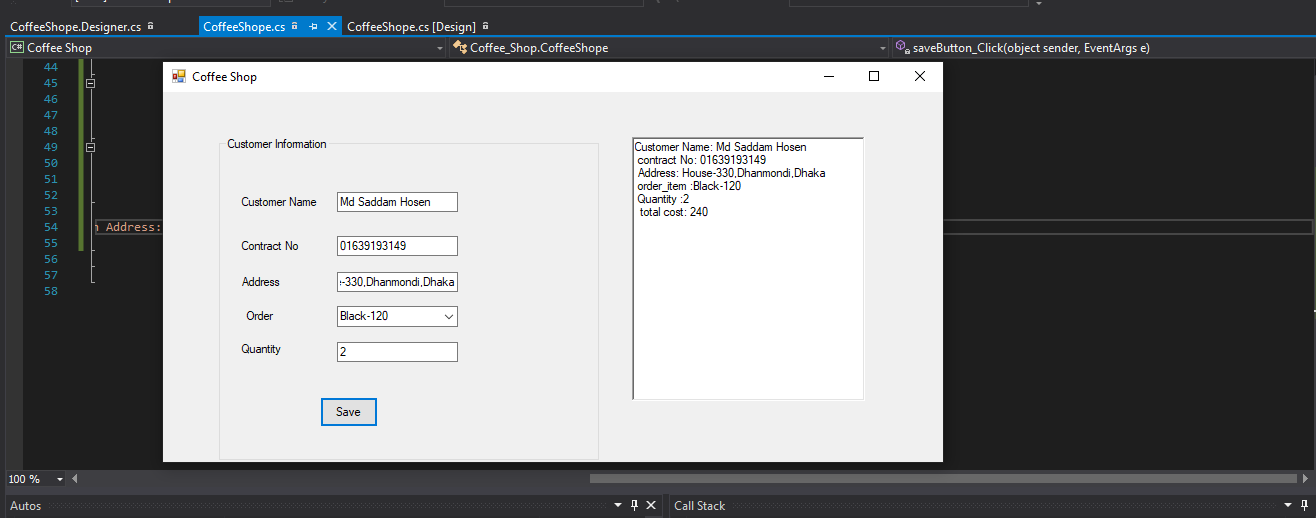 CoffeeShope.Designer.cs
CoffeeShope.cs
CoffeeShope.cs [Design]
C# Coffee Shop
Coffee_Shop.CoffeeShope
saveButton_Click(object sender, EventArgs e)
44
45
46
47
48
49
50
51
52
53
54
55
56
57
58
Address:
Coffee Shop
Customer Information
Customer Name Md Saddam Hosen
Contract No 01639193149
Address -330,Dhanmondi,Dhaka
Order Black-120
Quantity 2
Save
Customer Name: Md Saddam Hosen
contract No: 01639193149
Address: House-330,Dhanmondi,Dhaka
order_item :Black-120
Quantity :2
total cost: 240
100 %
Autos
Call Stack